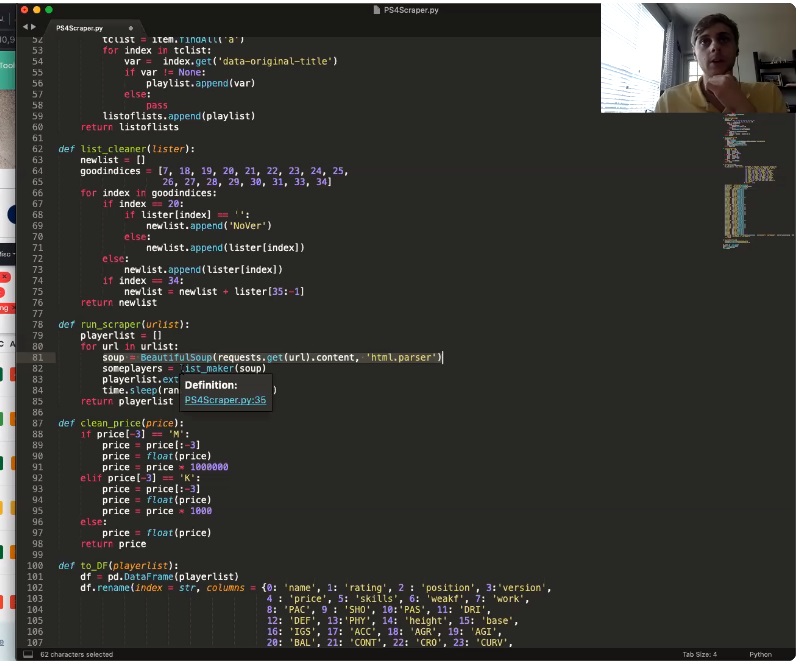 PS4Scraper.py
PS4Scraper.py
52 tclist = item.findAll('a')
53 for index in tclist:
54 var = index.get('data-original-title')
55 if var != None:
56 playlist.append(var)
57 else:
58 pass
59 listoflists.append(playlist)
60 return listoflists
61
62 def list_cleaner(lister):
63 newlist = []
64 goodindices = [7, 18, 19, 20, 21, 22, 23, 24, 25,
65 26, 27, 28, 29, 30, 31, 33, 34]
66 for index in goodindices:
67 if index == 20:
68 if lister[index] == '':
69 newlist.append('NoVer')
70 else:
71 newlist.append(lister[index])
72 else:
73 newlist.append(lister[index])
74 if index == 34:
75 newlist = newlist + lister[35:-1]
76 return newlist
77
78 def run_scraper(urlist):
79 playerlist = []
80 for url in urlist:
81 soup = BeautifulSoup(requests.get(url).content, 'html.parser')
82 someplayers = list_maker(soup)
83 playerlist.ext
84 time.sleep(ran )
85 return playerlist
Definition:
PS4Scraper.py:35
86
87 def clean_price(price):
88 if price[-3] == 'M':
89 price = price[:-3]
90 price = float(price)
91 price = price * 1000000
92 elif price[-3] == 'K':
93 price = price[:-3]
94 price = float(price)
95 price = price * 1000
96 else:
97 price = float(price)
98 return price
99
100 def to_DF(playerlist):
101 df = pd.DataFrame(playerlist)
102 df.rename(index = str, columns = {0: 'name', 1: 'rating', 2 : 'position', 3:'version',
103 4 : 'price', 5: 'skills', 6: 'weakf', 7: 'work',
104 8: 'PAC', 9 : 'SHO', 10:'PAS', 11: 'DRI',
105 12: 'DEF', 13:'PHY', 14: 'height', 15: 'base',
106 16: 'IGS', 17: 'ACC', 18: 'AGR', 19: 'AGI',
107 20: 'BAL', 21: 'CONT', 22: 'CRO', 23: 'CURV',
62 characters selected
Tab Size: 4
Python